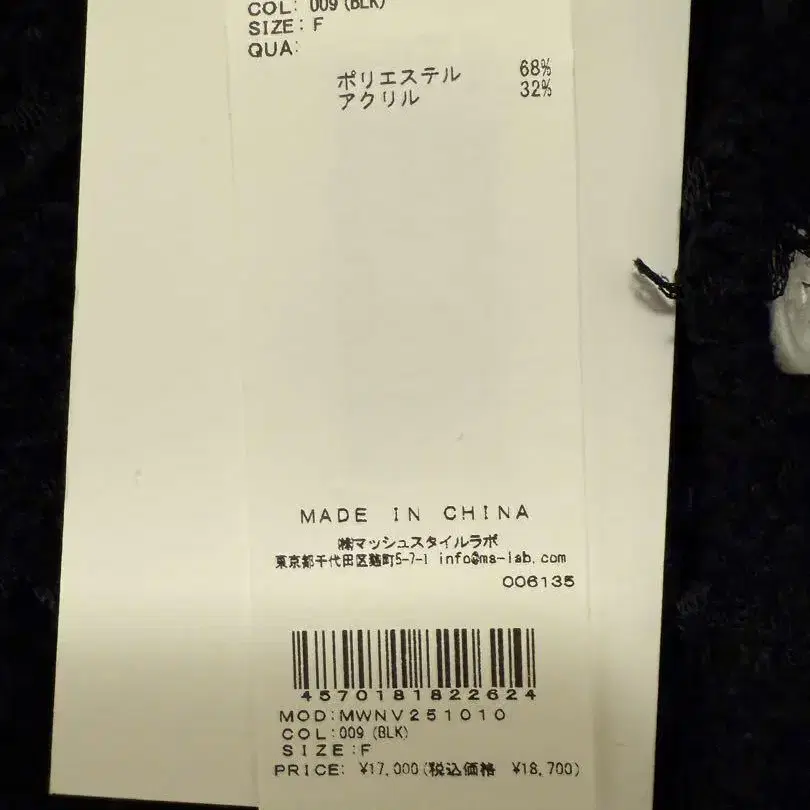 COL: 009 (BLK)
SIZE: F
QUA:
ポリエステル 68%
アクリル 32%
MADE IN CHINA
㈱マッシュスタイルラボ
東京都千代田区麹町5-7-1 info@ms-lab.com
006135
4570181822624
MOD:MWNV251010
COL:009 (BLK)
SIZE:F
PRICE: ¥17,000(税込価格 ¥18,700)